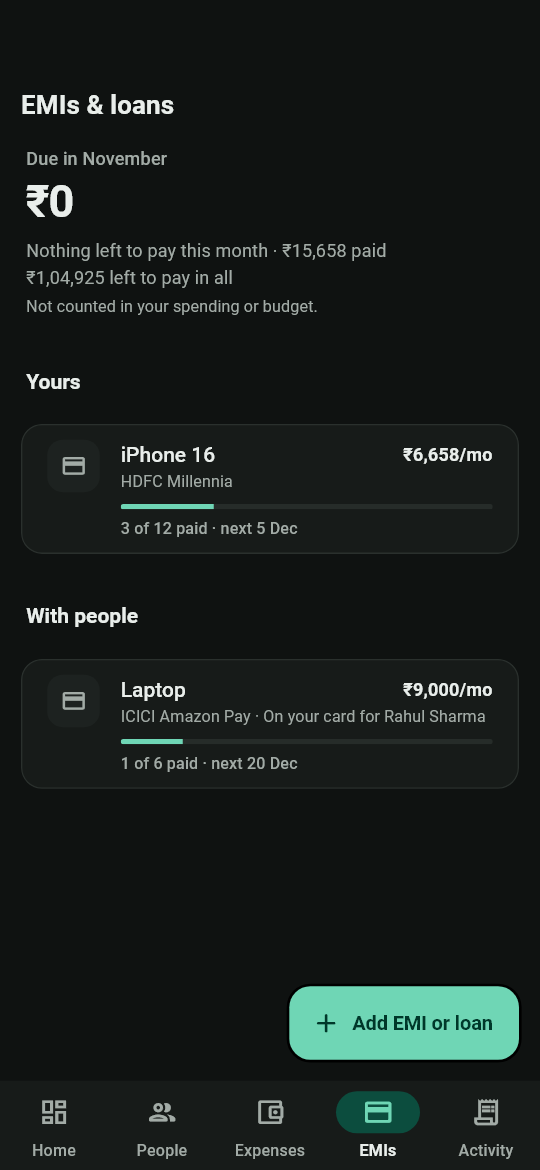 EMIs & loans
Due in November
₹0
Nothing left to pay this month · ₹15,658 paid
₹1,04,925 left to pay in all
Not counted in your spending or budget.
Yours
iPhone 16
₹6,658/mo
HDFC Millennia
3 of 12 paid · next 5 Dec
With people
Laptop
₹9,000/mo
ICICI Amazon Pay · On your card for Rahul Sharma
1 of 6 paid · next 20 Dec
+ Add EMI or loan
Home
People
Expenses
EMIs
Activity